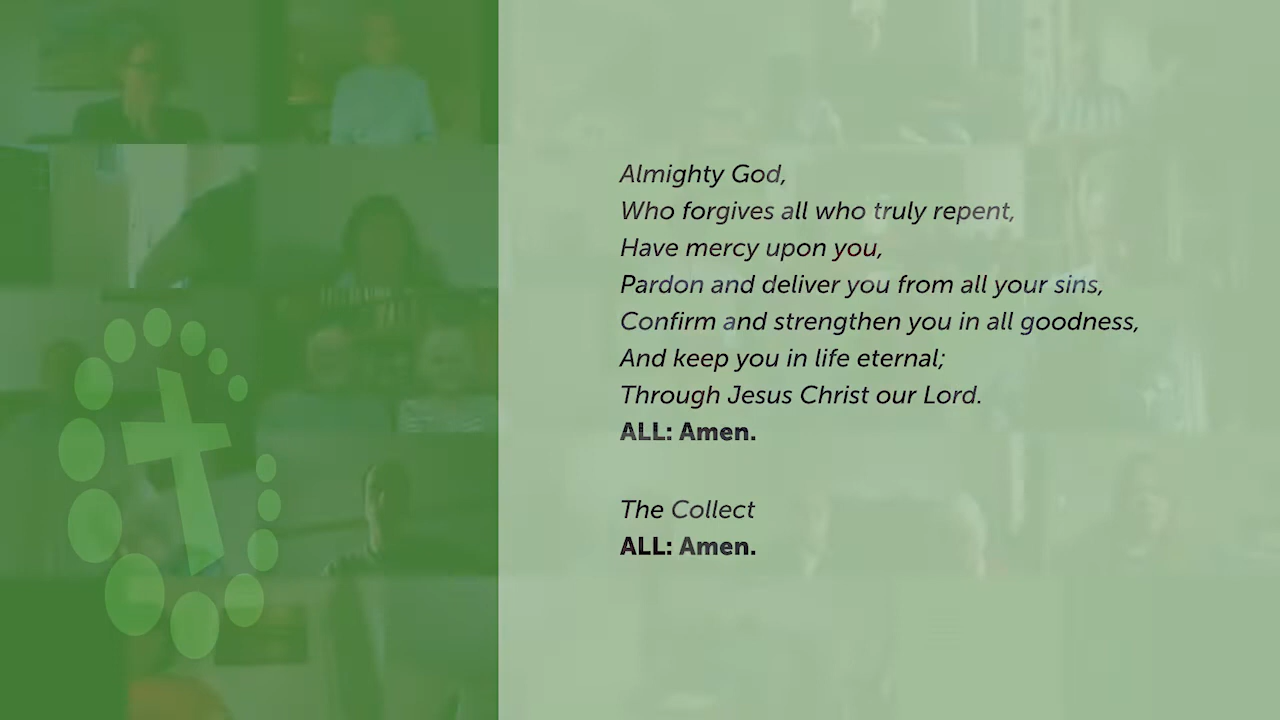 Almighty God,
Who forgives all who truly repent,
Have mercy upon you,
Pardon and deliver you from all your sins,
Confirm and strengthen you in all goodness,
And keep you in life eternal;
Through Jesus Christ our Lord.
ALL: Amen.
The Collect
ALL: Amen.